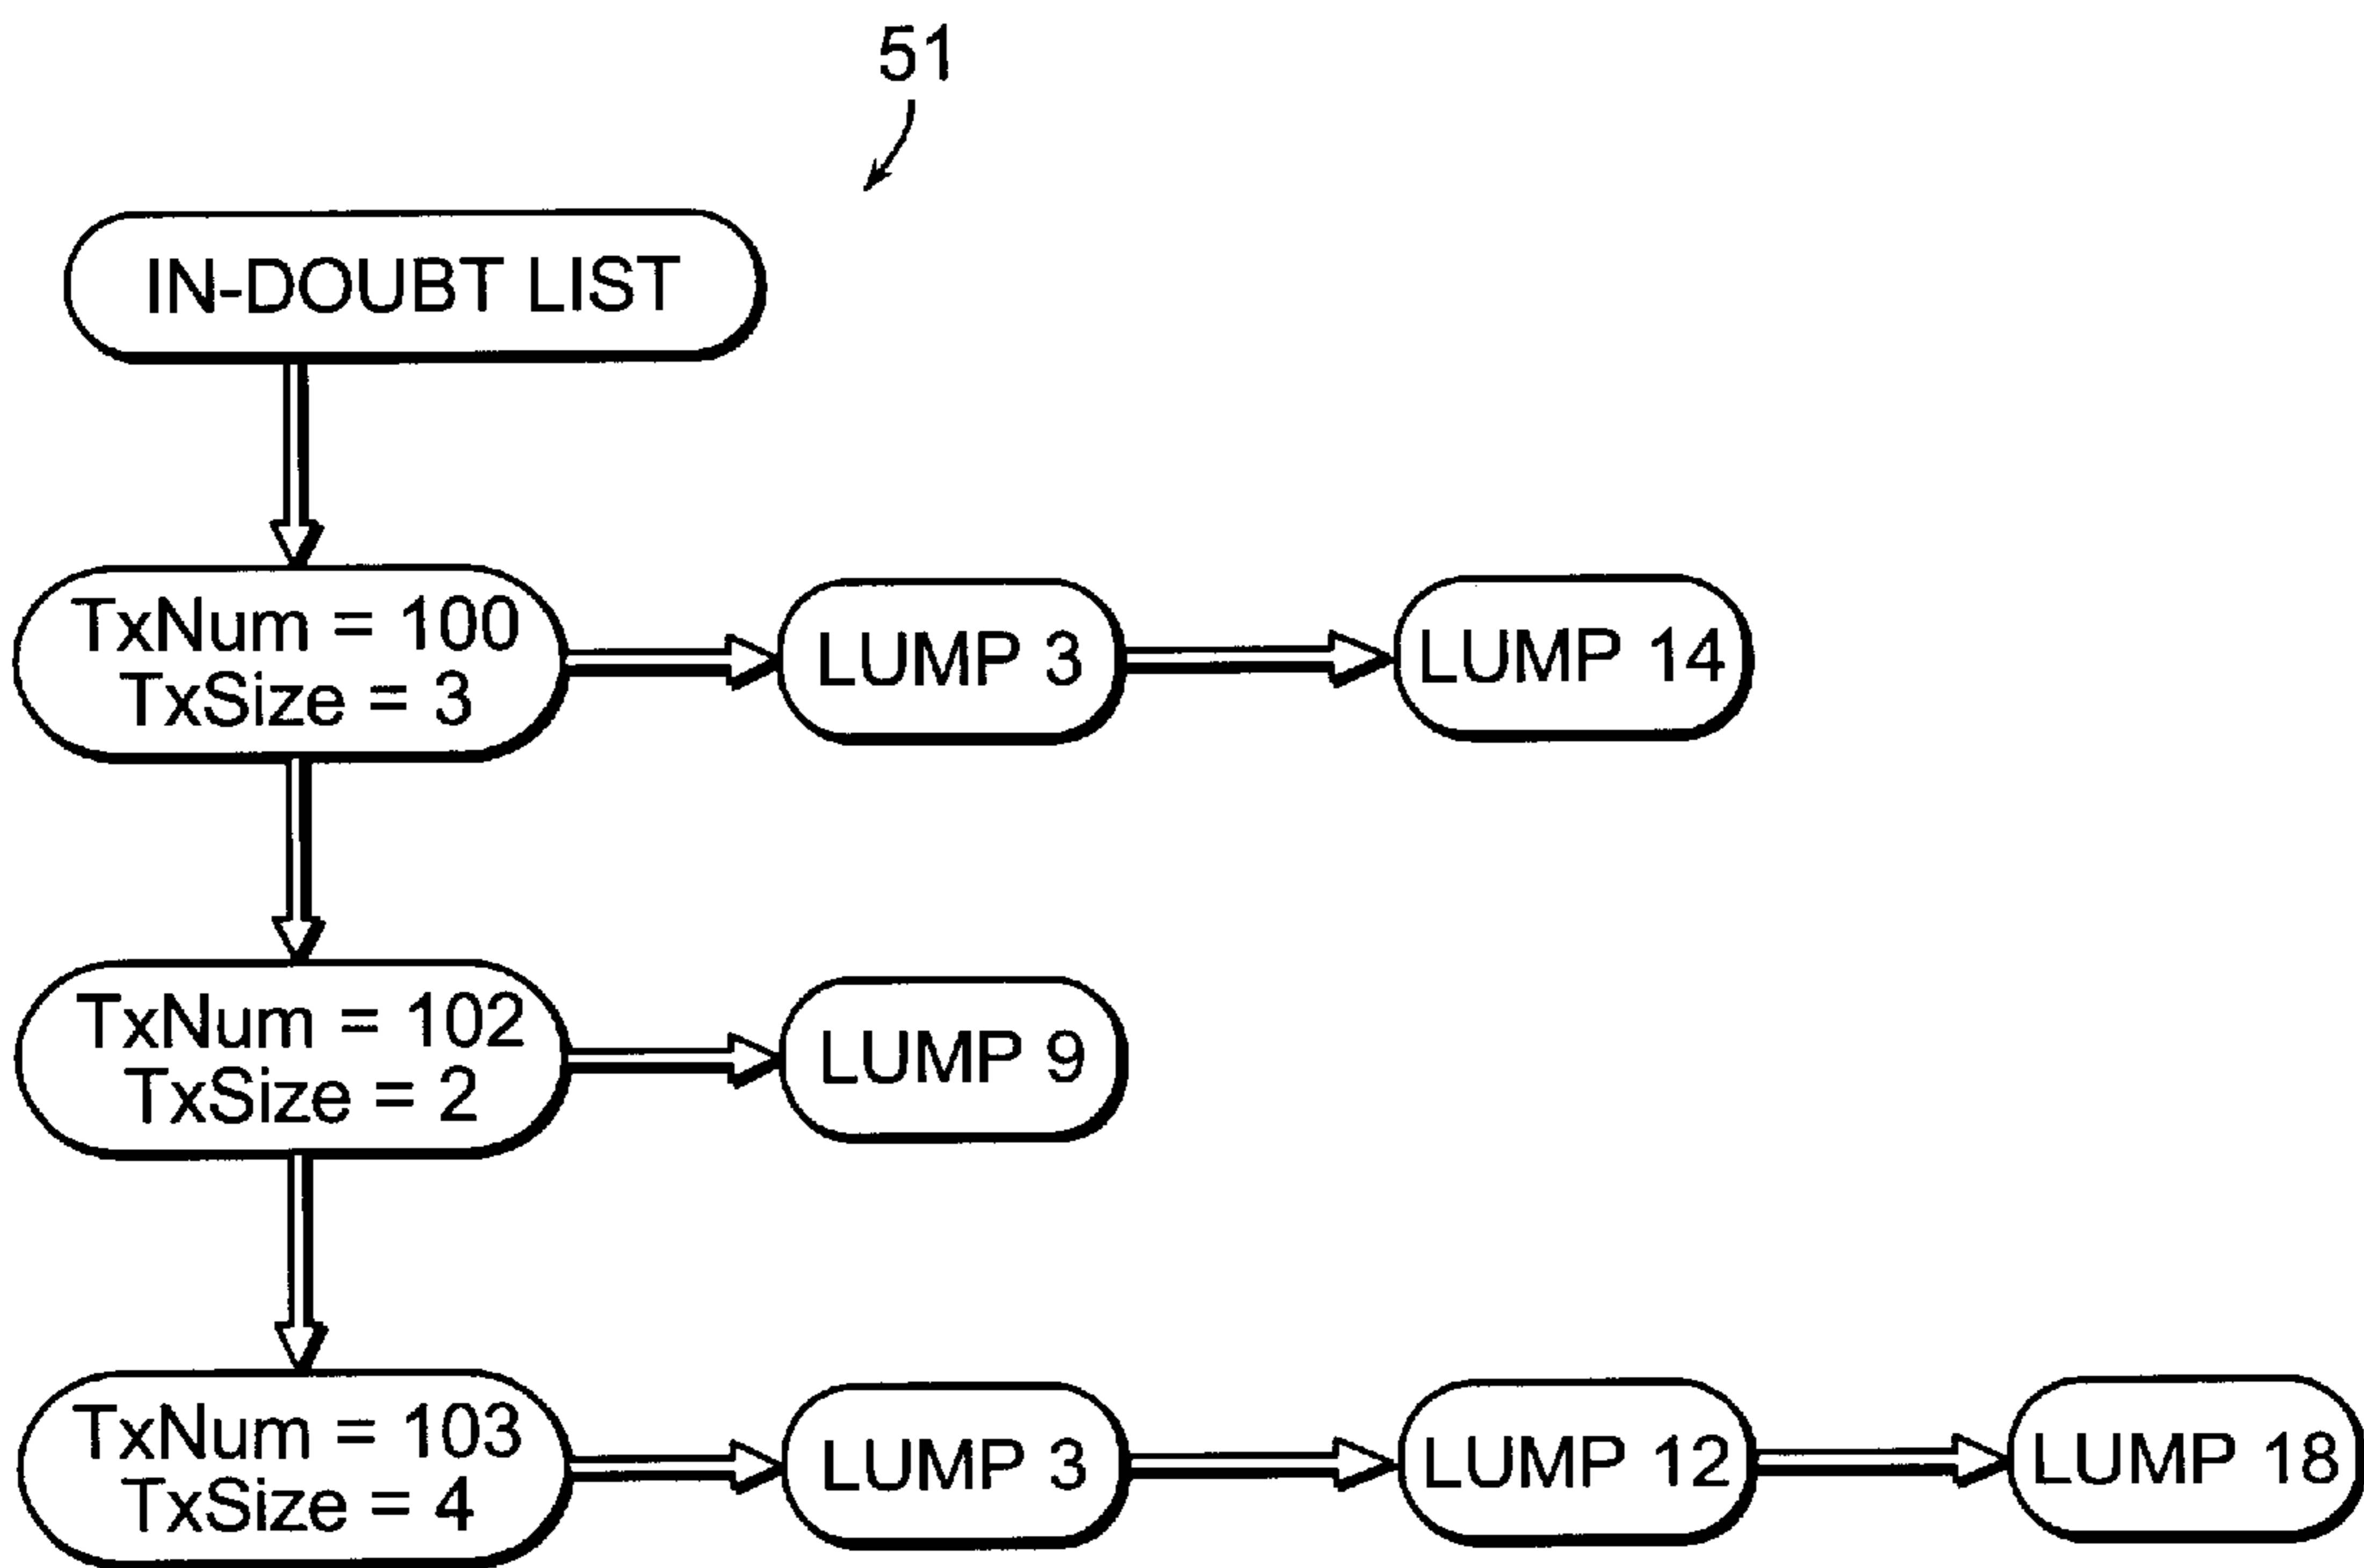 51
IN-DOUBT LIST
TxNum = 100
TxSize = 3
LUMP 3
LUMP 14
TxNum = 102
TxSize = 2
LUMP 9
TxNum = 103
TxSize = 4
LUMP 3
LUMP 12
LUMP 18